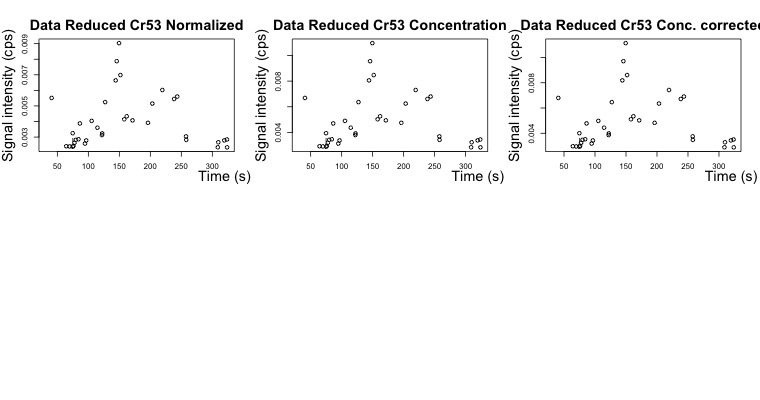 Data Reduced Cr53 Normalized
Signal intensity (cps)
0.003 0.005 0.007 0.009
50 100 150 200 250 300
Time (s)
Data Reduced Cr53 Concentration
Signal intensity (cps)
0.004 0.008
50 100 150 200 250 300
Time (s)
Data Reduced Cr53 Conc. corrected
Signal intensity (cps)
0.004 0.008
50 100 150 200 250 300
Time (s)